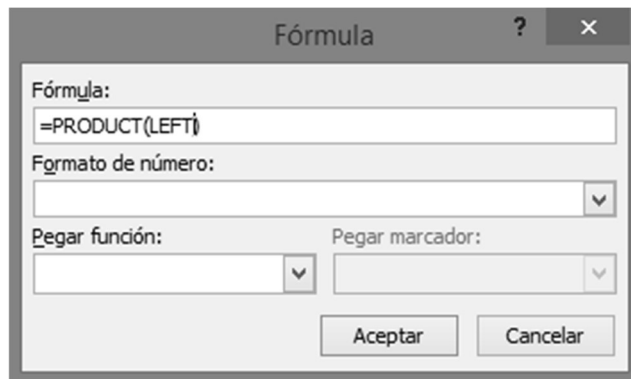 Fórmula ? ×
Fórmula:
=PRODUCT(LEFT)
Formato de número:
Pegar función: Pegar marcador:
Aceptar Cancelar